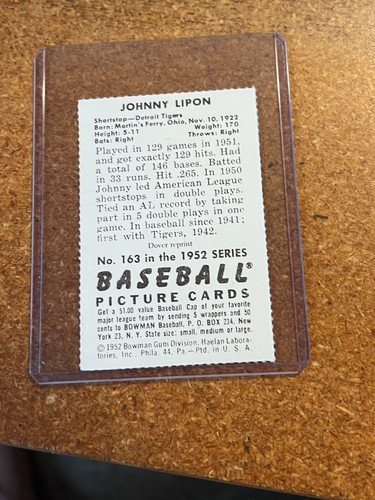 JOHNNY LIPON
Shortstop—Detroit Tigers
Born: Martin's Ferry, Ohio, Nov. 10, 1922
Height: 5-11 Weight: 170
Bats: Right Throws: Right
Played in 129 games in 1951,
and got exactly 129 hits. Had
a total of 146 bases. Batted
in 33 runs. Hit .265. In 1950
Johnny led American League
shortstops in double plays.
Tied an AL record by taking
part in 5 double plays in one
game. In baseball since 1941;
first with Tigers, 1942.
Dover reprint
No. 163 in the 1952 SERIES
BASEBALL®
PICTURE CARDS
Get a $1.00 value Baseball Cap of your favorite
major league team by sending 5 wrappers and 50
cents to BOWMAN Baseball, P. O. BOX 234, New
York 23, N. Y. State size: small, medium or large.
©1952 Bowman Gum Division, Haelan Labora-
tories, Inc., Phila. 44, Pa.—Ptd. in U. S. A.